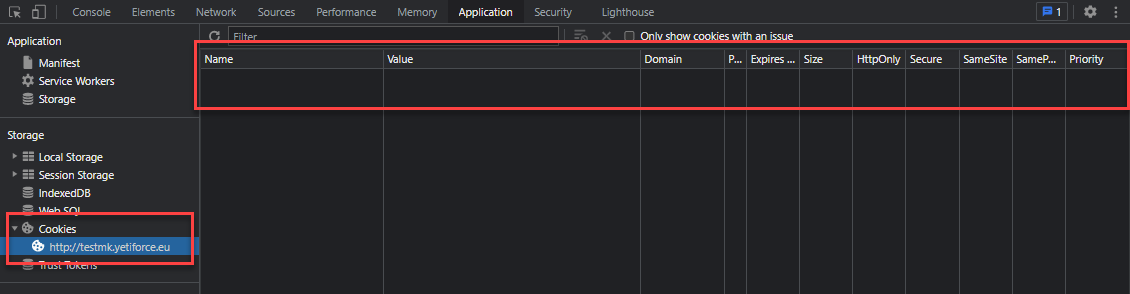 Console Elements Network Sources Performance Memory Application Security Lighthouse 1
Application
Filter
Only show cookies with an issue
Name Value Domain P... Expires ... Size HttpOnly Secure SameSite SameP... Priority
Manifest
Service Workers
Storage
Storage
Local Storage
Session Storage
IndexedDB
Web SQL
Cookies
http://testmk.yetiforce.eu
Trust Tokens